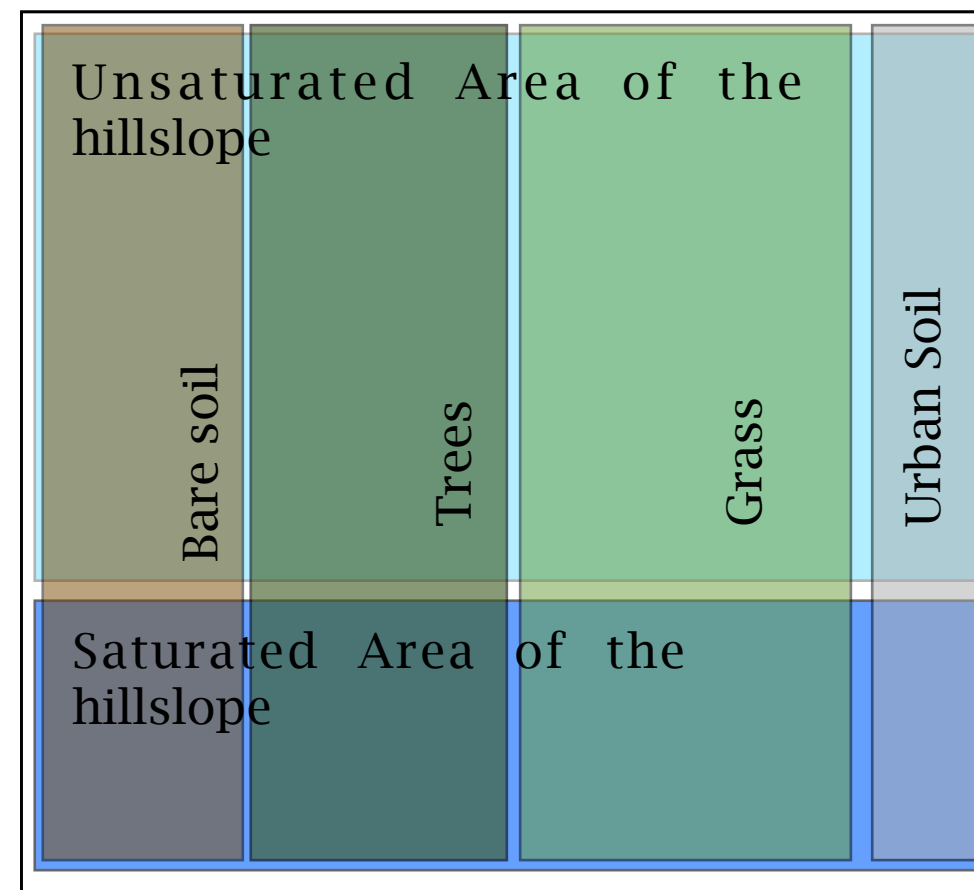 Unsaturated Area of the
hillslope
Bare soil
Trees
Grass
Urban Soil
Saturated Area of the
hillslope